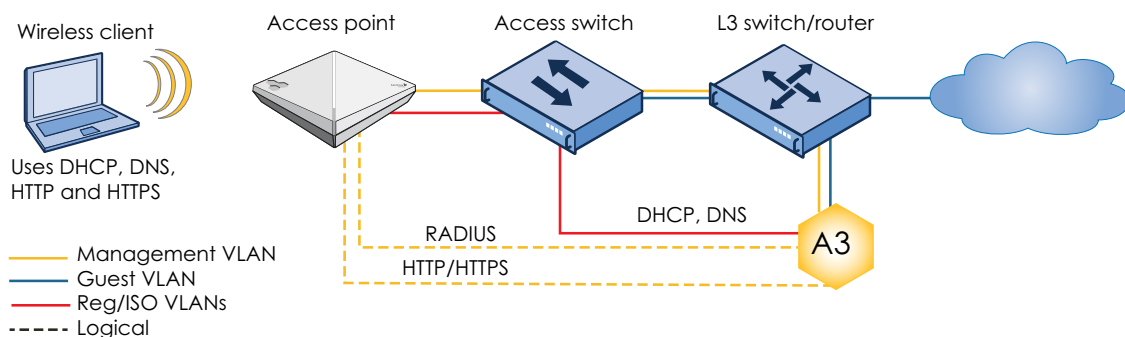 Wireless client
Access point
Access switch
L3 switch/router
Uses DHCP, DNS,
HTTP and HTTPS
DHCP, DNS
RADIUS
A3
HTTP/HTTPS
Management VLAN
Guest VLAN
Reg/ISO VLANs
Logical